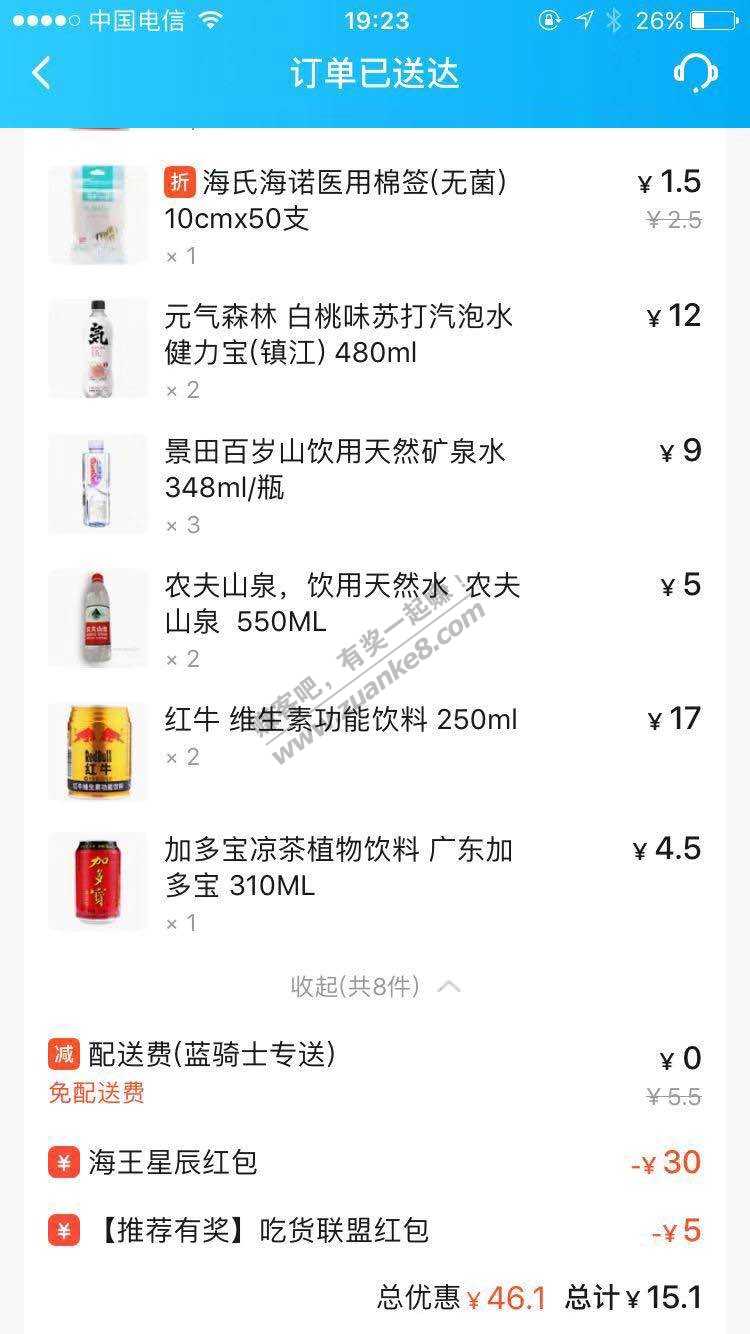 中国电信 19:23 26%
订单已送达
折 海氏海诺医用棉签(无菌) ¥1.5
10cmx50支 ¥2.5
× 1
元气森林 白桃味苏打汽泡水 ¥12
健力宝(镇江) 480ml
× 2
景田百岁山饮用天然矿泉水 ¥9
348ml/瓶
× 3
农夫山泉，饮用天然水 农夫 ¥5
山泉 550ML
× 2
红牛 维生素功能饮料 250ml ¥17
× 2
RedBull
红牛
加多宝凉茶植物饮料 广东加 ¥4.5
多宝 310ML
× 1
加多宝
收起(共8件)
减 配送费(蓝骑士专送) ¥0
免配送费 ¥5.5
¥ 海王星辰红包 -¥30
¥ 【推荐有奖】吃货联盟红包 -¥5
总优惠¥46.1 总计¥15.1
赚客吧，有奖一起赚！
www.zuanke8.com